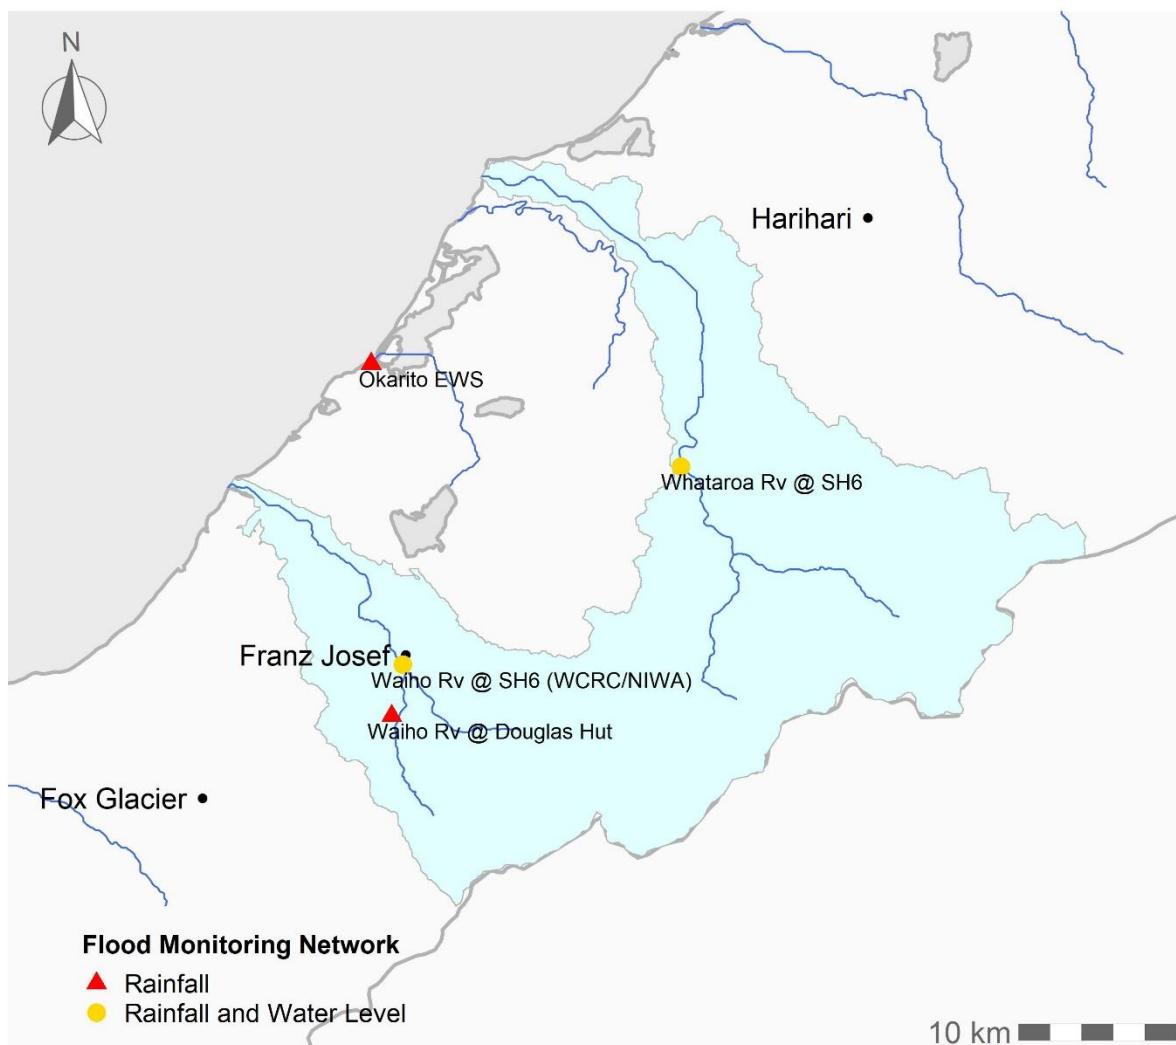 N
Harihari
Okarito EWS
Whataroa Rv @ SH6
Franz Josef
Waiho Rv @ SH6 (WCRC/NIWA)
Waiho Rv @ Douglas Hut
Fox Glacier
Flood Monitoring Network
Rainfall
Rainfall and Water Level
10 km